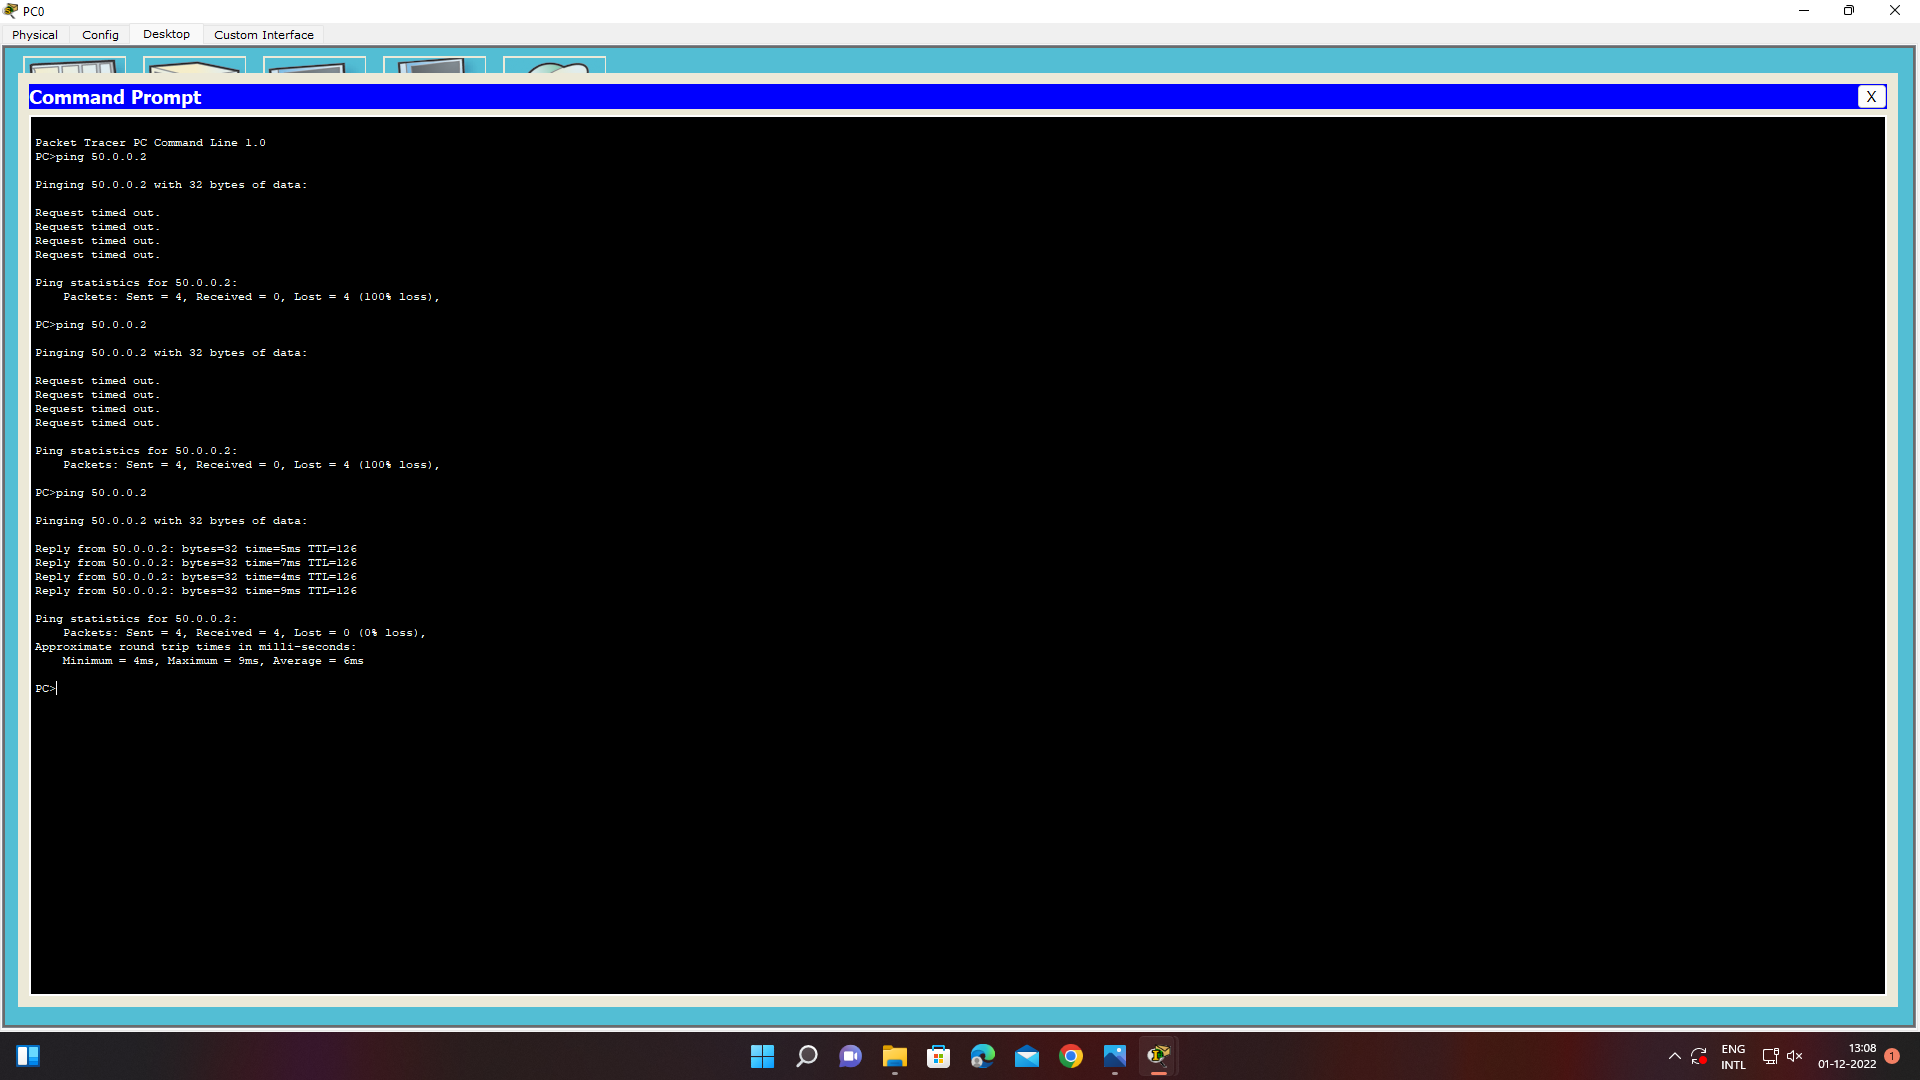 PC0
Physical
Config
Desktop
Custom Interface
Command Prompt
X
Packet Tracer PC Command Line 1.0
PC>ping 50.0.0.2
Pinging 50.0.0.2 with 32 bytes of data:
Request timed out.
Request timed out.
Request timed out.
Request timed out.
Ping statistics for 50.0.0.2:
Packets: Sent = 4, Received = 0, Lost = 4 (100% loss),
PC>ping 50.0.0.2
Pinging 50.0.0.2 with 32 bytes of data:
Request timed out.
Request timed out.
Request timed out.
Request timed out.
Ping statistics for 50.0.0.2:
Packets: Sent = 4, Received = 0, Lost = 4 (100% loss),
PC>ping 50.0.0.2
Pinging 50.0.0.2 with 32 bytes of data:
Reply from 50.0.0.2: bytes=32 time=5ms TTL=126
Reply from 50.0.0.2: bytes=32 time=7ms TTL=126
Reply from 50.0.0.2: bytes=32 time=4ms TTL=126
Reply from 50.0.0.2: bytes=32 time=9ms TTL=126
Ping statistics for 50.0.0.2:
Packets: Sent = 4, Received = 4, Lost = 0 (0% loss),
Approximate round trip times in milli-seconds:
Minimum = 4ms, Maximum = 9ms, Average = 6ms
PC>
ENG
INTL
13:08
01-12-2022
1